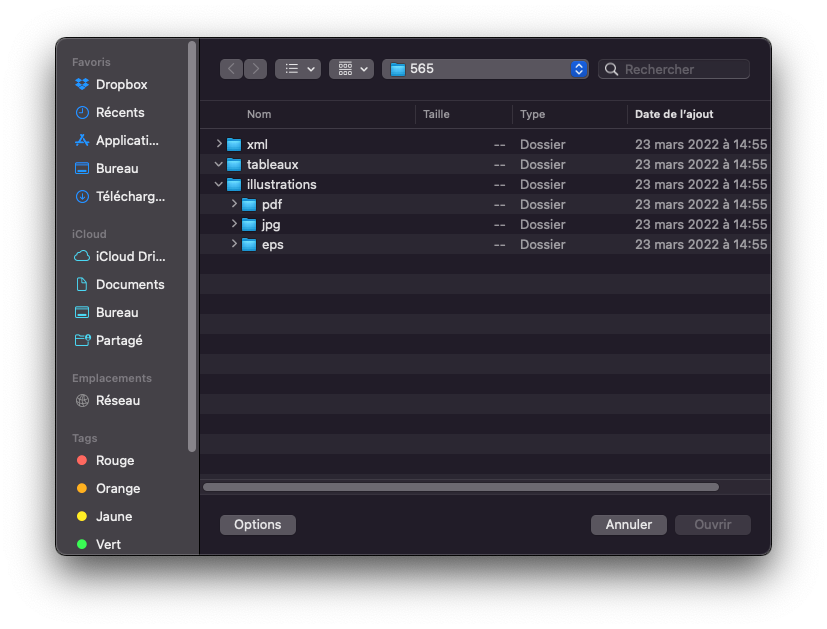 Favoris
Dropbox
Récents
Applicati...
Bureau
Télécharg...
iCloud
iCloud Dri...
Documents
Bureau
Partagé
Emplacements
Réseau
Tags
Rouge
Orange
Jaune
Vert
565
Rechercher
Nom Taille Type Date de l'ajout
xml -- Dossier 23 mars 2022 à 14:55
tableaux -- Dossier 23 mars 2022 à 14:55
illustrations -- Dossier 23 mars 2022 à 14:55
pdf -- Dossier 23 mars 2022 à 14:55
jpg -- Dossier 23 mars 2022 à 14:55
eps -- Dossier 23 mars 2022 à 14:55
Options Annuler Ouvrir